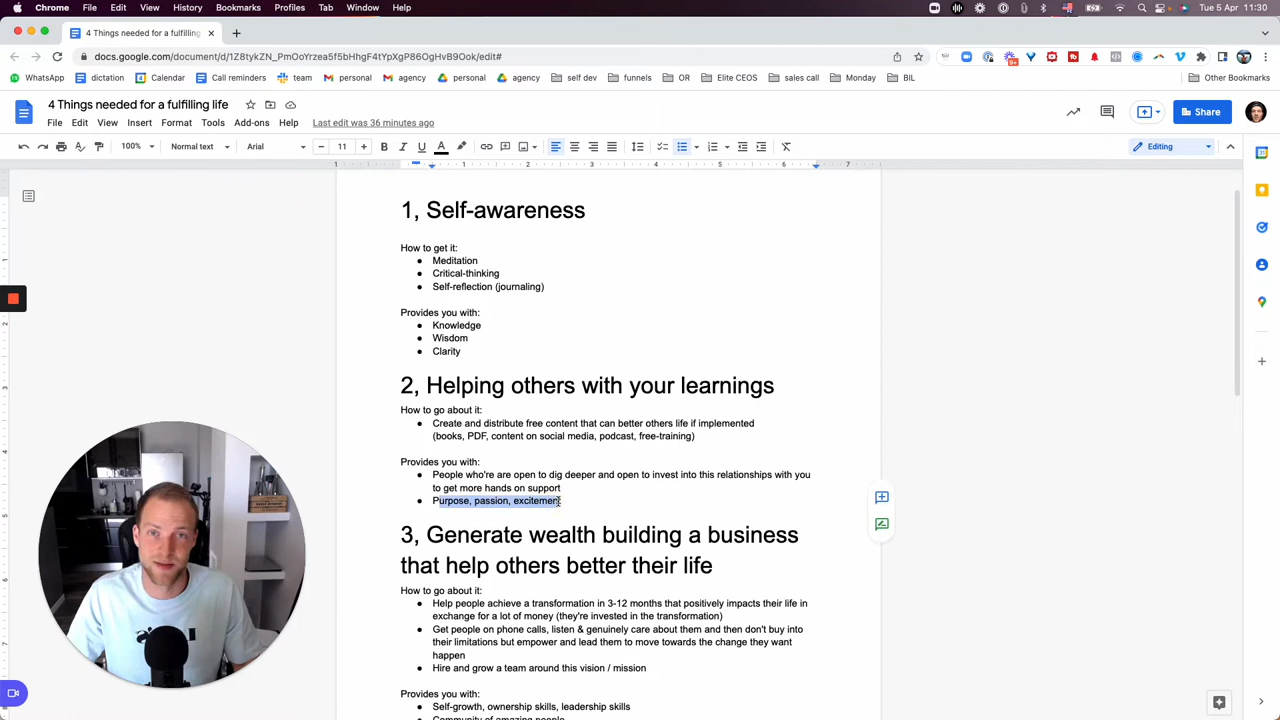 Chrome File Edit View History Bookmarks Profiles Tab Window Help Tue 5 Apr 11:30
4 Things needed for a fulfilling
docs.google.com/document/d/1Z8tykZN_PmOoYrzea5f5bHhgF4tYpXgP86OgHvB9Ook/edit#
WhatsApp dictation Calendar Call reminders team personal agency personal agency self dev funnels OR Elite CEOS sales call Monday BIL Other Bookmarks
4 Things needed for a fulfilling life
File Edit View Insert Format Tools Add-ons Help Last edit was 36 minutes ago
Share
100% Normal text Arial 11 B I U A Editing
1 1 2 3 4 5 6 7
1, Self-awareness
How to get it:
● Meditation
● Critical-thinking
● Self-reflection (journaling)
Provides you with:
● Knowledge
● Wisdom
● Clarity
2, Helping others with your learnings
How to go about it:
● Create and distribute free content that can better others life if implemented
(books, PDF, content on social media, podcast, free-training)
Provides you with:
● People who're are open to dig deeper and open to invest into this relationships with you
to get more hands on support
● Purpose, passion, excitement
3, Generate wealth building a business
that help others better their life
How to go about it:
● Help people achieve a transformation in 3-12 months that positively impacts their life in
exchange for a lot of money (they're invested in the transformation)
● Get people on phone calls, listen & genuinely care about them and then don't buy into
their limitations but empower and lead them to move towards the change they want
happen
● Hire and grow a team around this vision / mission
Provides you with:
● Self-growth, ownership skills, leadership skills
● Community of amazing people